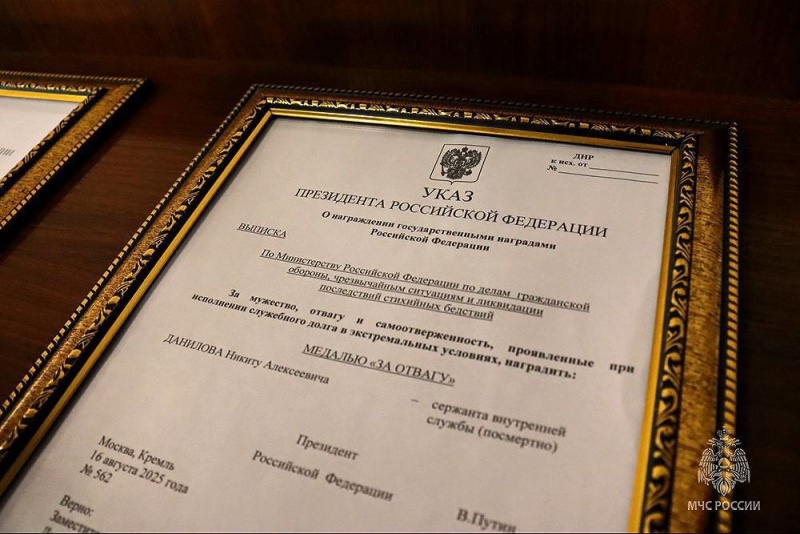 ДНР
к исх. от
№
УКАЗ
ПРЕЗИДЕНТА РОССИЙСКОЙ ФЕДЕРАЦИИ
О награждении государственными наградами
Российской Федерации
ВЫПИСКА
По Министерству Российской Федерации по делам гражданской
обороны, чрезвычайным ситуациям и ликвидации
последствий стихийных бедствий
За мужество, отвагу и самоотверженность, проявленные при
исполнении служебного долга в экстремальных условиях, наградить:
МЕДАЛЬЮ «ЗА ОТВАГУ»
ДАНИЛОВА Никиту Алексеевича
– сержанта внутренней
службы (посмертно)
Президент
Российской Федерации
В.Путин
Москва, Кремль
16 августа 2025 года
№ 562
Верно:
МЧС РОССИИ